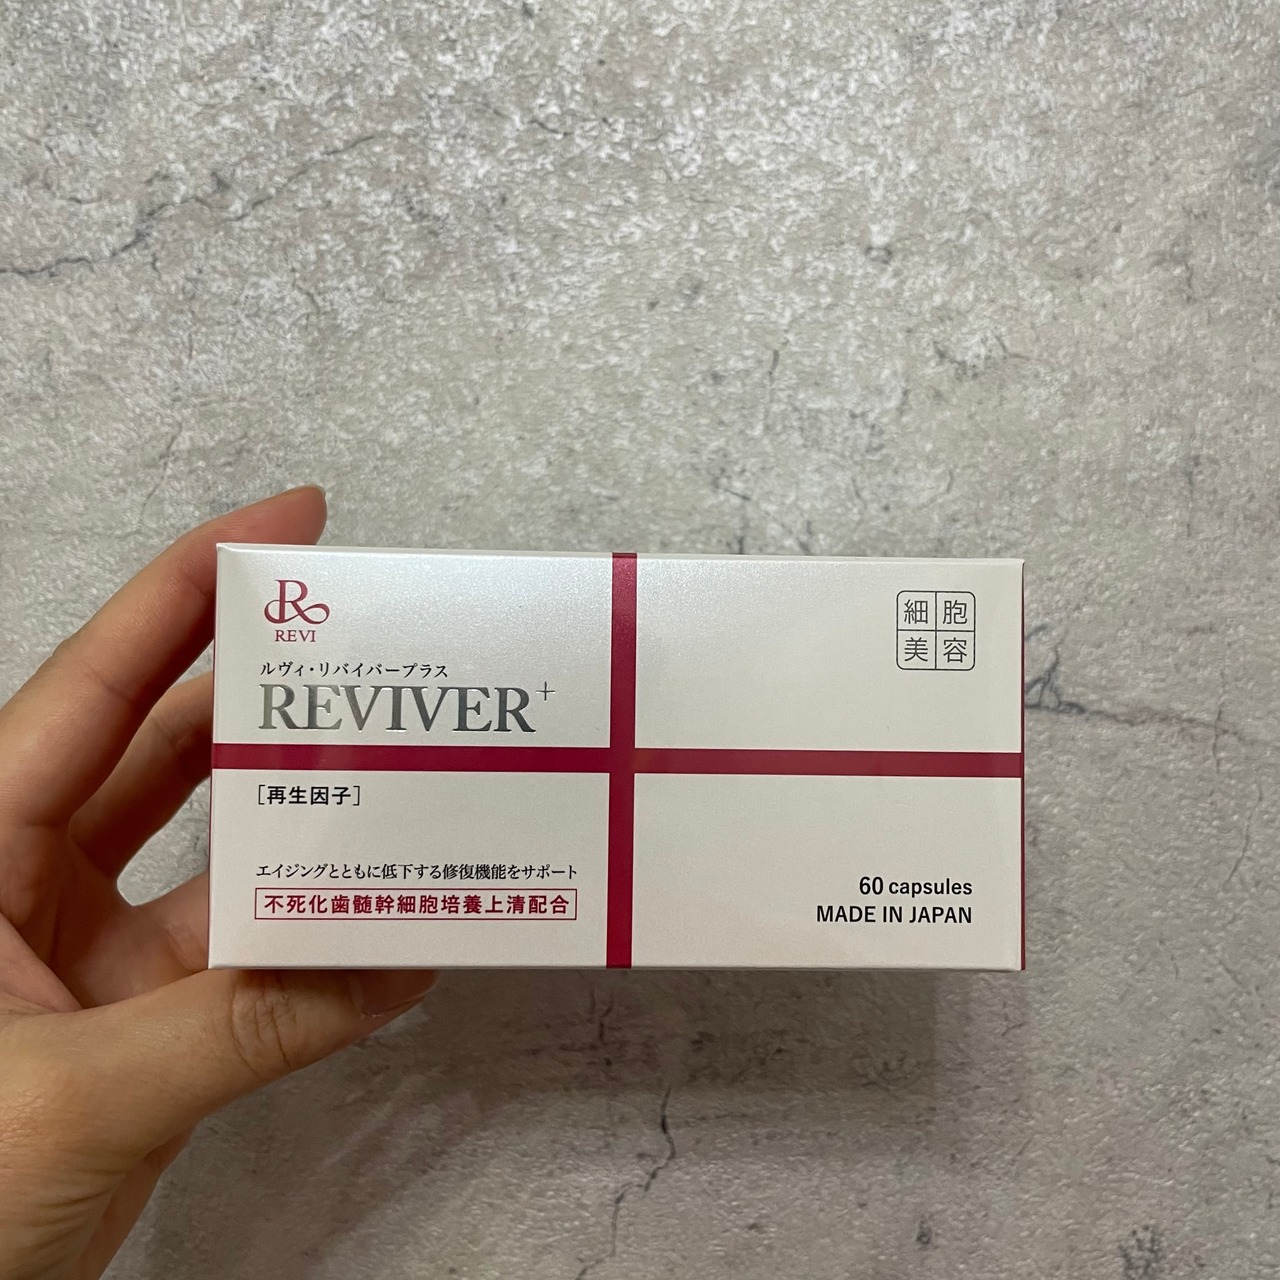 R
REVI
ルヴィ・リバイバープラス
REVIVER+
細胞
美容
[再生因子]
エイジングとともに低下する修復機能をサポート
不死化歯髄幹細胞培養上清配合
60 capsules
MADE IN JAPAN